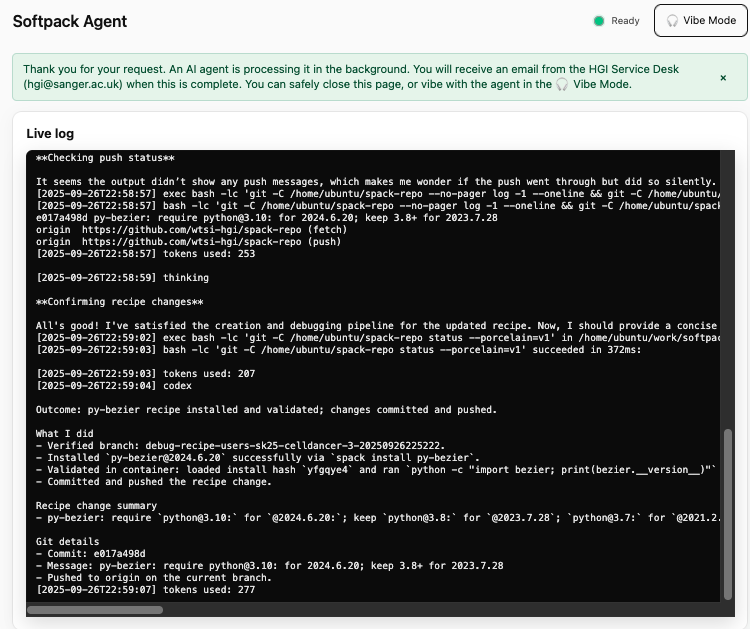 Softpack Agent
Ready
Vibe Mode
Thank you for your request. An AI agent is processing it in the background. You will receive an email from the HGI Service Desk
(hgi@sanger.ac.uk) when this is complete. You can safely close this page, or vibe with the agent in the 🎧 Vibe Mode.
×
Live log
**Checking push status**
It seems the output didn’t show any push messages, which makes me wonder if the push went through but did so silently.
[2025-09-26T22:58:57] exec bash -lc 'git -C /home/ubuntu/spack-repo --no-pager log -1 --oneline && git -C /home/ubuntu/
[2025-09-26T22:58:57] bash -lc 'git -C /home/ubuntu/spack-repo --no-pager log -1 --oneline && git -C /home/ubuntu/spack
e017a498d py-bezier: require python@3.10: for 2024.6.20; keep 3.8+ for 2023.7.28
origin  https://github.com/wtsi-hgi/spack-repo (fetch)
origin  https://github.com/wtsi-hgi/spack-repo (push)
[2025-09-26T22:58:57] tokens used: 253
[2025-09-26T22:58:59] thinking
**Confirming recipe changes**
All's good! I've satisfied the creation and debugging pipeline for the updated recipe. Now, I should provide a concise
[2025-09-26T22:59:02] exec bash -lc 'git -C /home/ubuntu/spack-repo status --porcelain=v1' in /home/ubuntu/work/softpac
[2025-09-26T22:59:03] bash -lc 'git -C /home/ubuntu/spack-repo status --porcelain=v1' succeeded in 372ms:
[2025-09-26T22:59:03] tokens used: 207
[2025-09-26T22:59:04] codex
Outcome: py-bezier recipe installed and validated; changes committed and pushed.
What I did
- Verified branch: debug-recipe-users-sk25-celldancer-3-20250926225222.
- Installed `py-bezier@2024.6.20` successfully via `spack install py-bezier`.
- Validated in container: loaded install hash `yfgqye4` and ran `python -c "import bezier; print(bezier.__version__)"`
- Committed and pushed the recipe change.
Recipe change summary
- py-bezier: require `python@3.10:` for `@2024.6.20:`; keep `python@3.8:` for `@2023.7.28`; `python@3.7:` for `@2021.2.
Git details
- Commit: e017a498d
- Message: py-bezier: require python@3.10: for 2024.6.20; keep 3.8+ for 2023.7.28
- Pushed to origin on the current branch.
[2025-09-26T22:59:07] tokens used: 277